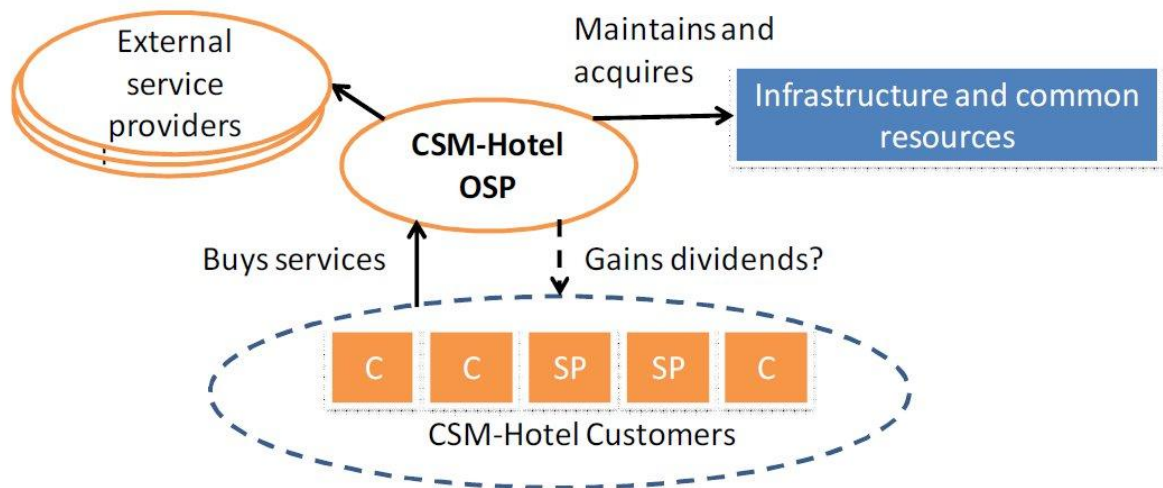 External
service
providers
Maintains and
acquires
Infrastructure and common
resources
CSM-Hotel
OSP
Buys services
Gains dividends?
C
C
SP
SP
C
CSM-Hotel Customers